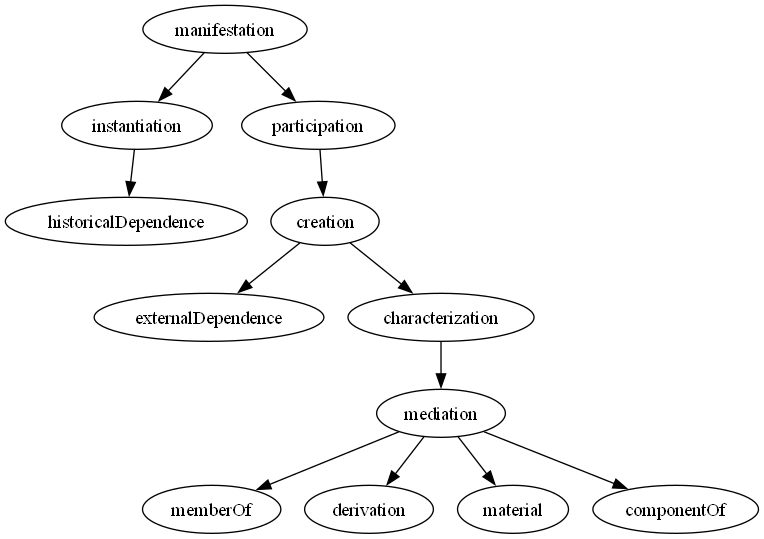 manifestation
instantiation
participation
historicalDependence
creation
externalDependence
characterization
mediation
memberOf
derivation
material
componentOf